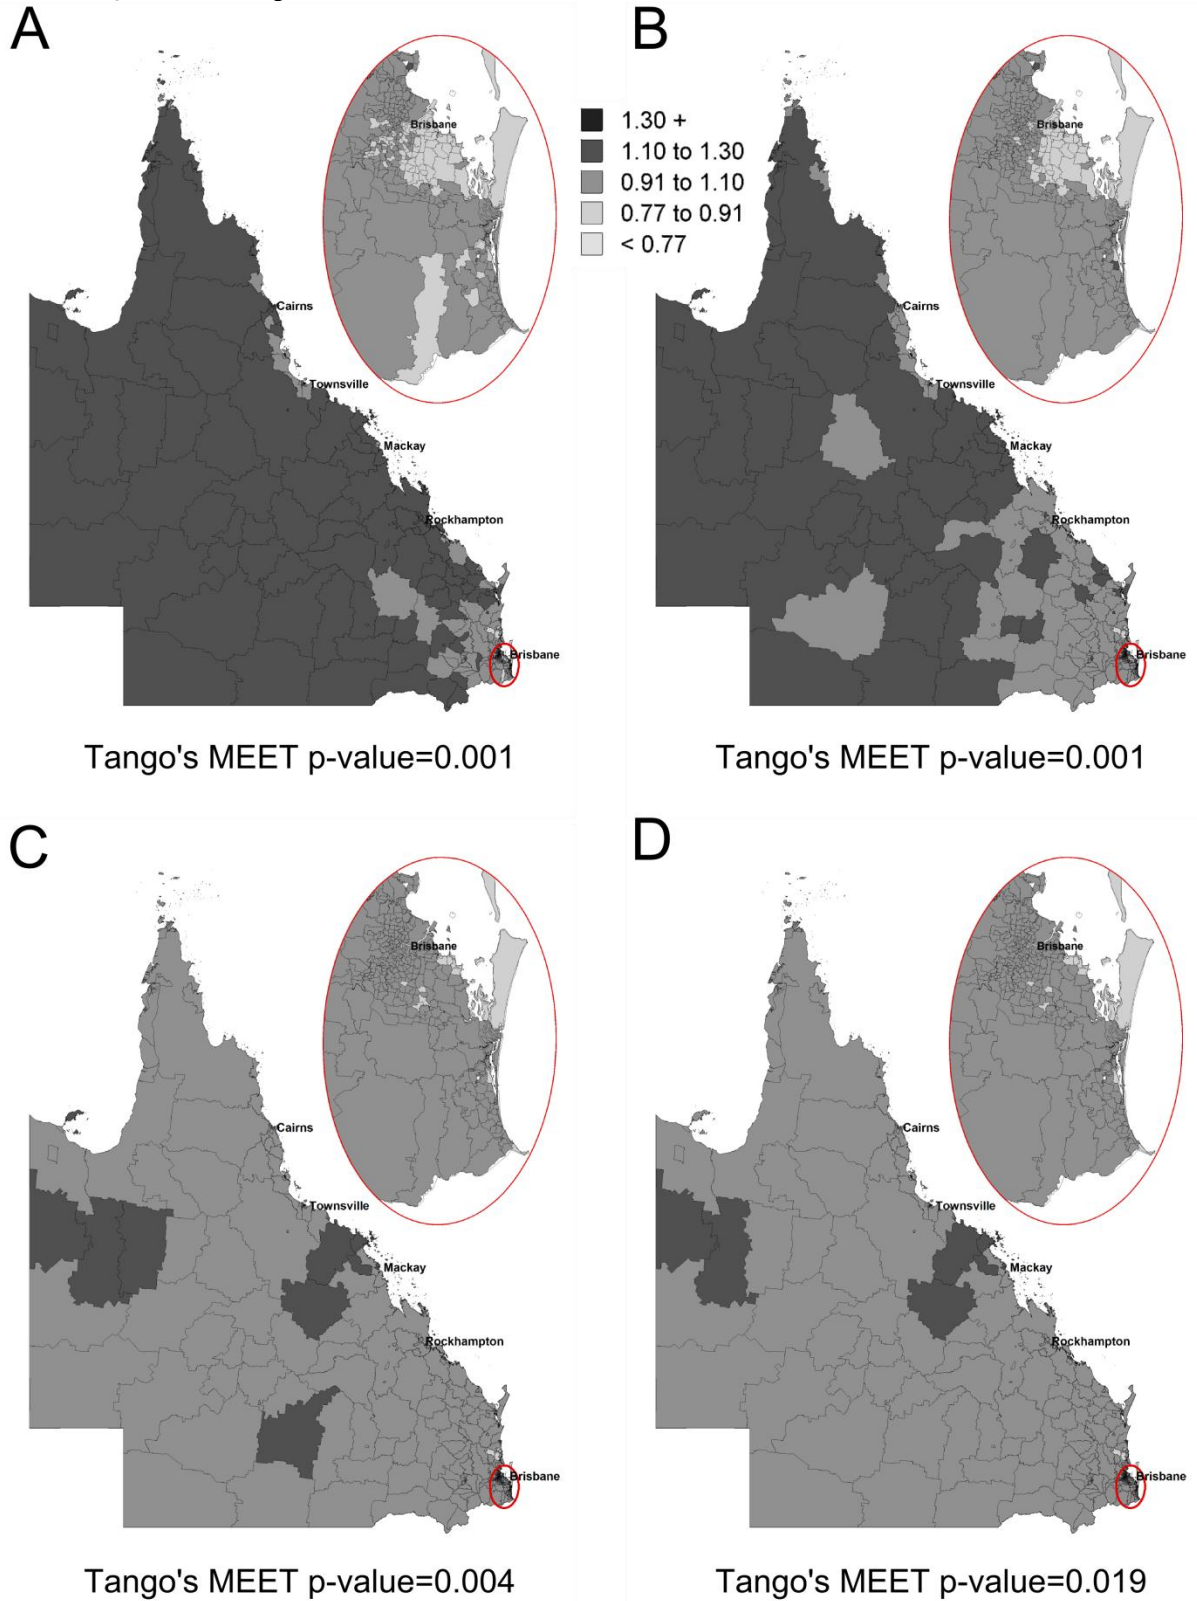 A
B
Brisbane
Brisbane
1.30 +
1.10 to 1.30
0.91 to 1.10
0.77 to 0.91
< 0.77
Cairns
Cairns
Townsville
Townsville
Mackay
Mackay
Rockhampton
Rockhampton
Brisbane
Brisbane
Tango's MEET p-value=0.001
Tango's MEET p-value=0.001
C
D
Brisbane
Brisbane
Cairns
Cairns
Townsville
Townsville
Mackay
Mackay
Rockhampton
Rockhampton
Brisbane
Brisbane
Tango's MEET p-value=0.004
Tango's MEET p-value=0.019